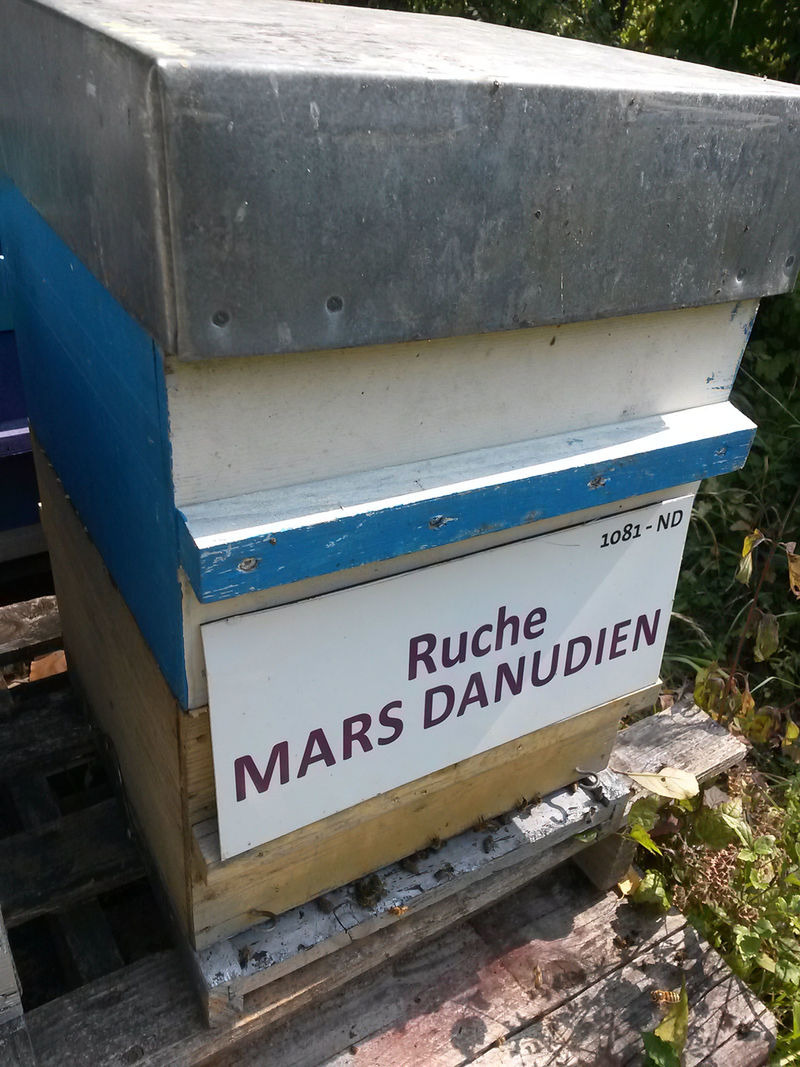 1081 - ND
Ruche
MARS DANUDIEN